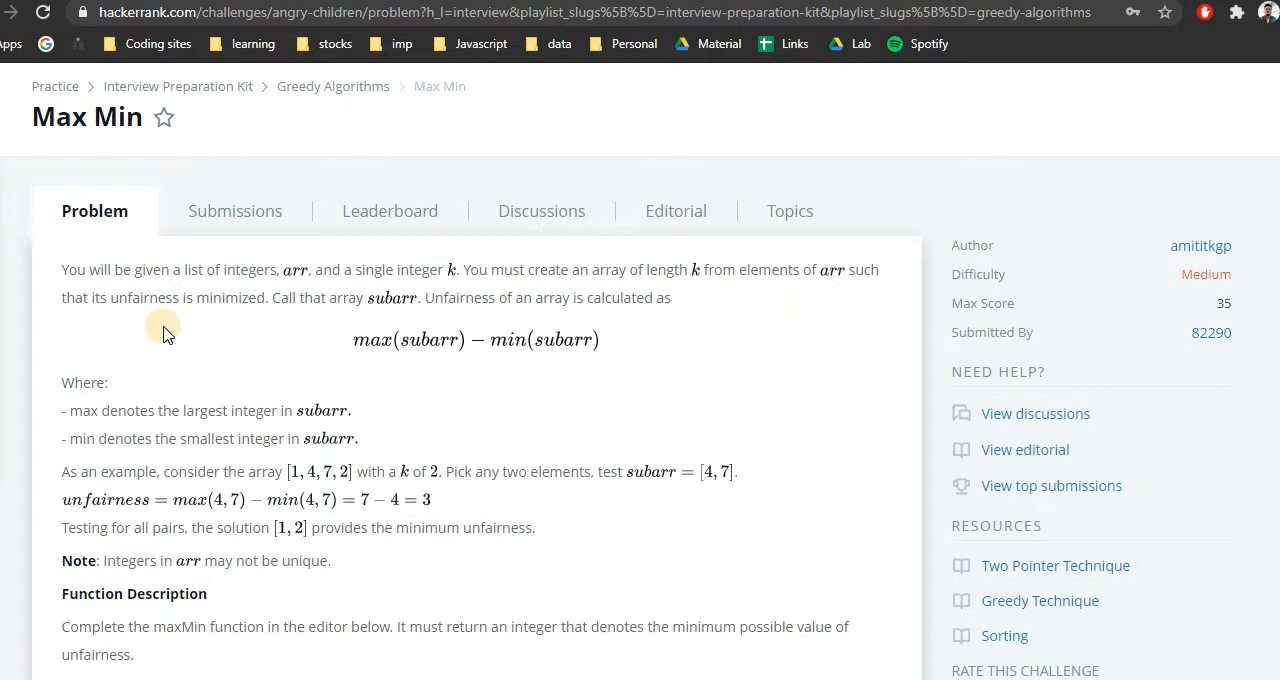 hackerrank.com/challenges/angry-children/problem?h_l=interview&playlist_slugs%5B%5D=interview-preparation-kit&playlist_slugs%5B%5D=greedy-algorithms
pps Coding sites learning stocks imp Javascript data Personal Material Links Lab Spotify
Practice > Interview Preparation Kit > Greedy Algorithms > Max Min
Max Min
Problem Submissions Leaderboard Discussions Editorial Topics
You will be given a list of integers, arr, and a single integer k. You must create an array of length k from elements of arr such
that its unfairness is minimized. Call that array subarr. Unfairness of an array is calculated as
max(subarr) − min(subarr)
Where:
- max denotes the largest integer in subarr.
- min denotes the smallest integer in subarr.
As an example, consider the array [1, 4, 7, 2] with a k of 2. Pick any two elements, test subarr = [4, 7].
unfairness = max(4, 7) − min(4, 7) = 7 − 4 = 3
Testing for all pairs, the solution [1, 2] provides the minimum unfairness.
Note: Integers in arr may not be unique.
Function Description
Complete the maxMin function in the editor below. It must return an integer that denotes the minimum possible value of
unfairness.
Author amititkgp
Difficulty Medium
Max Score 35
Submitted By 82290
NEED HELP?
View discussions
View editorial
View top submissions
RESOURCES
Two Pointer Technique
Greedy Technique
Sorting
RATE THIS CHALLENGE